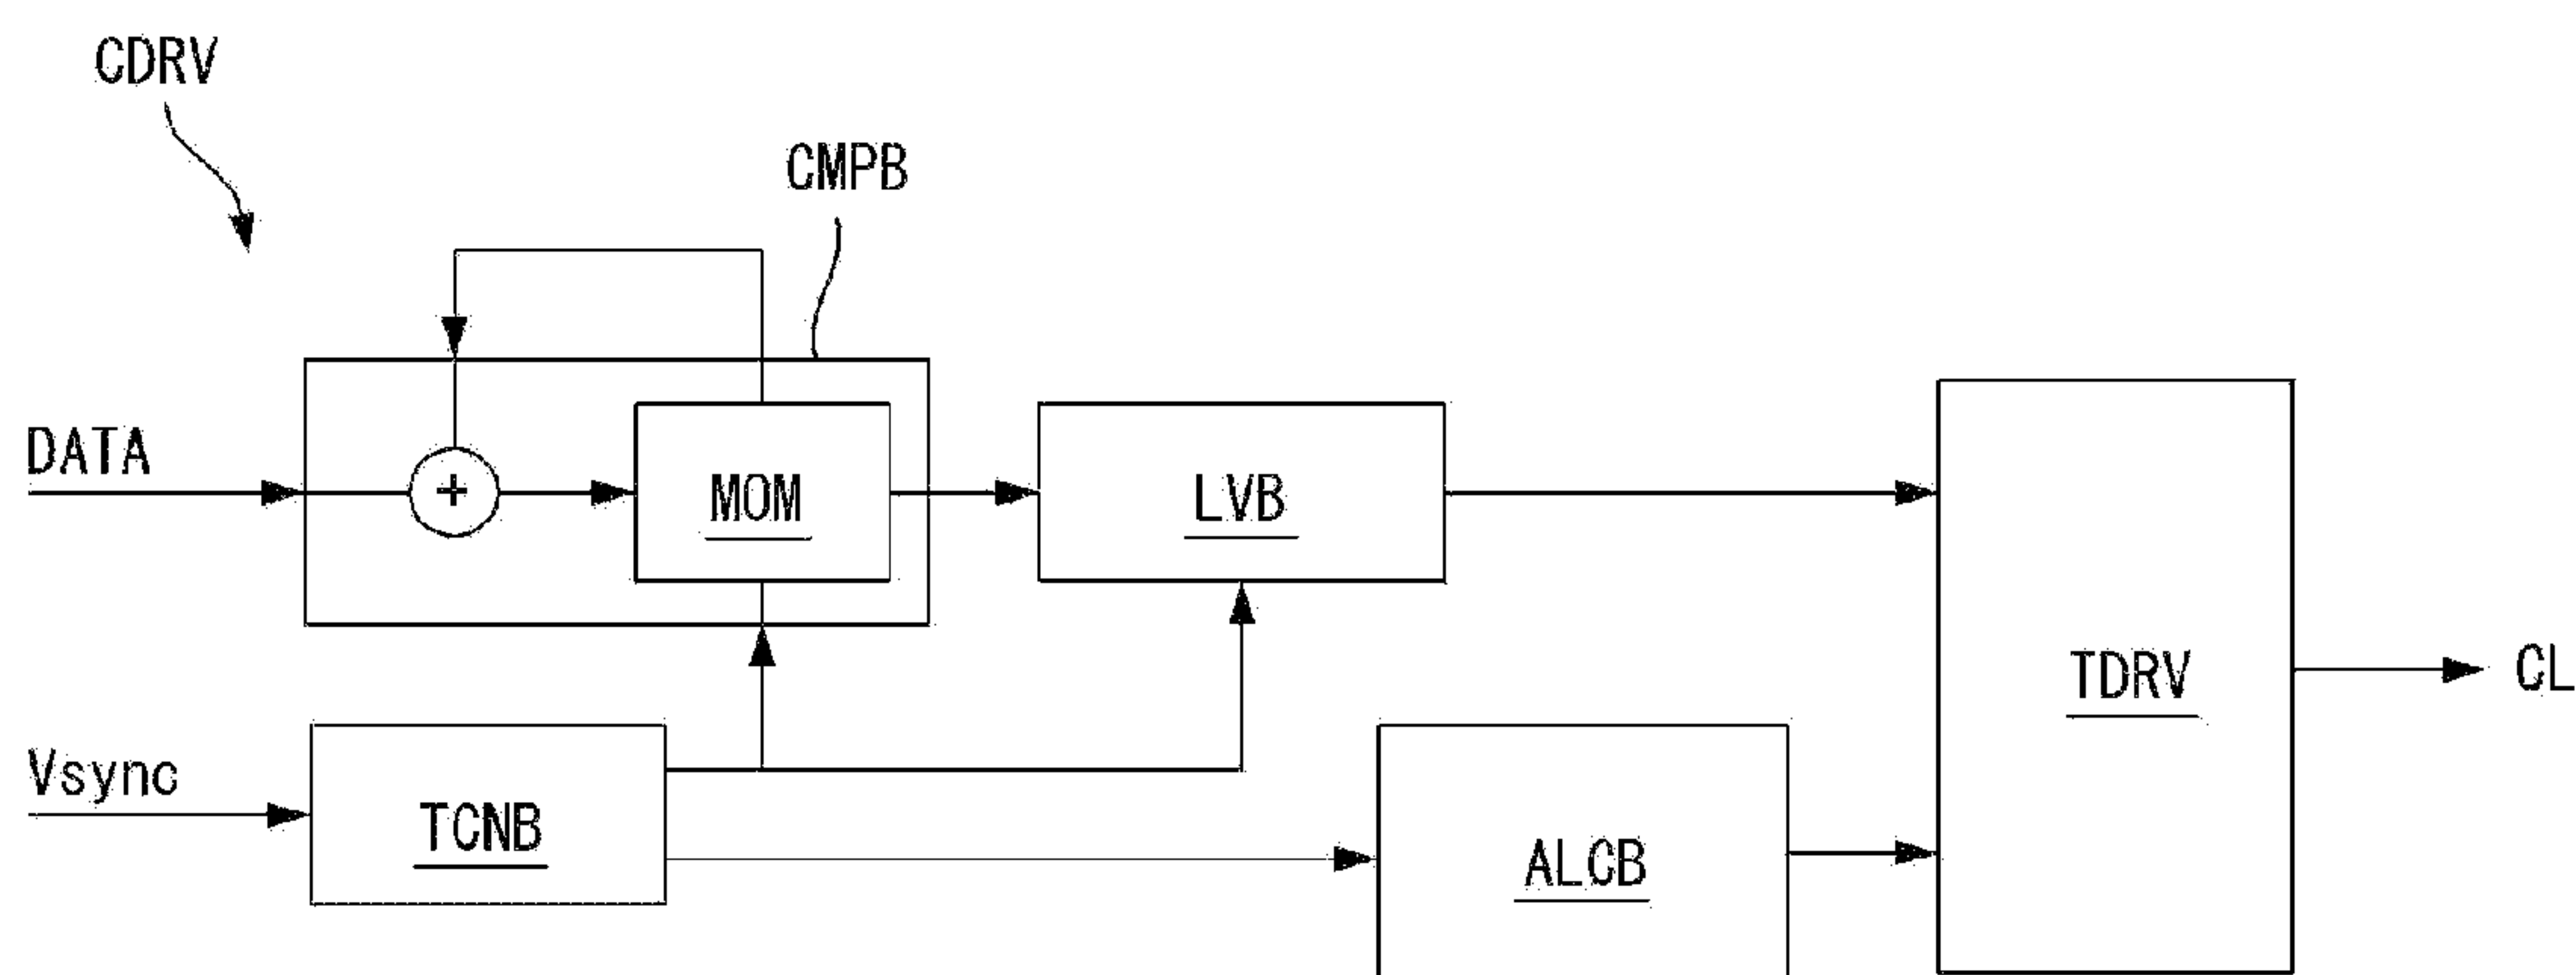 CDRV
CMPB
DATA
+
MOM
LVB
TDRV
CL
Vsync
TCNB
ALCB